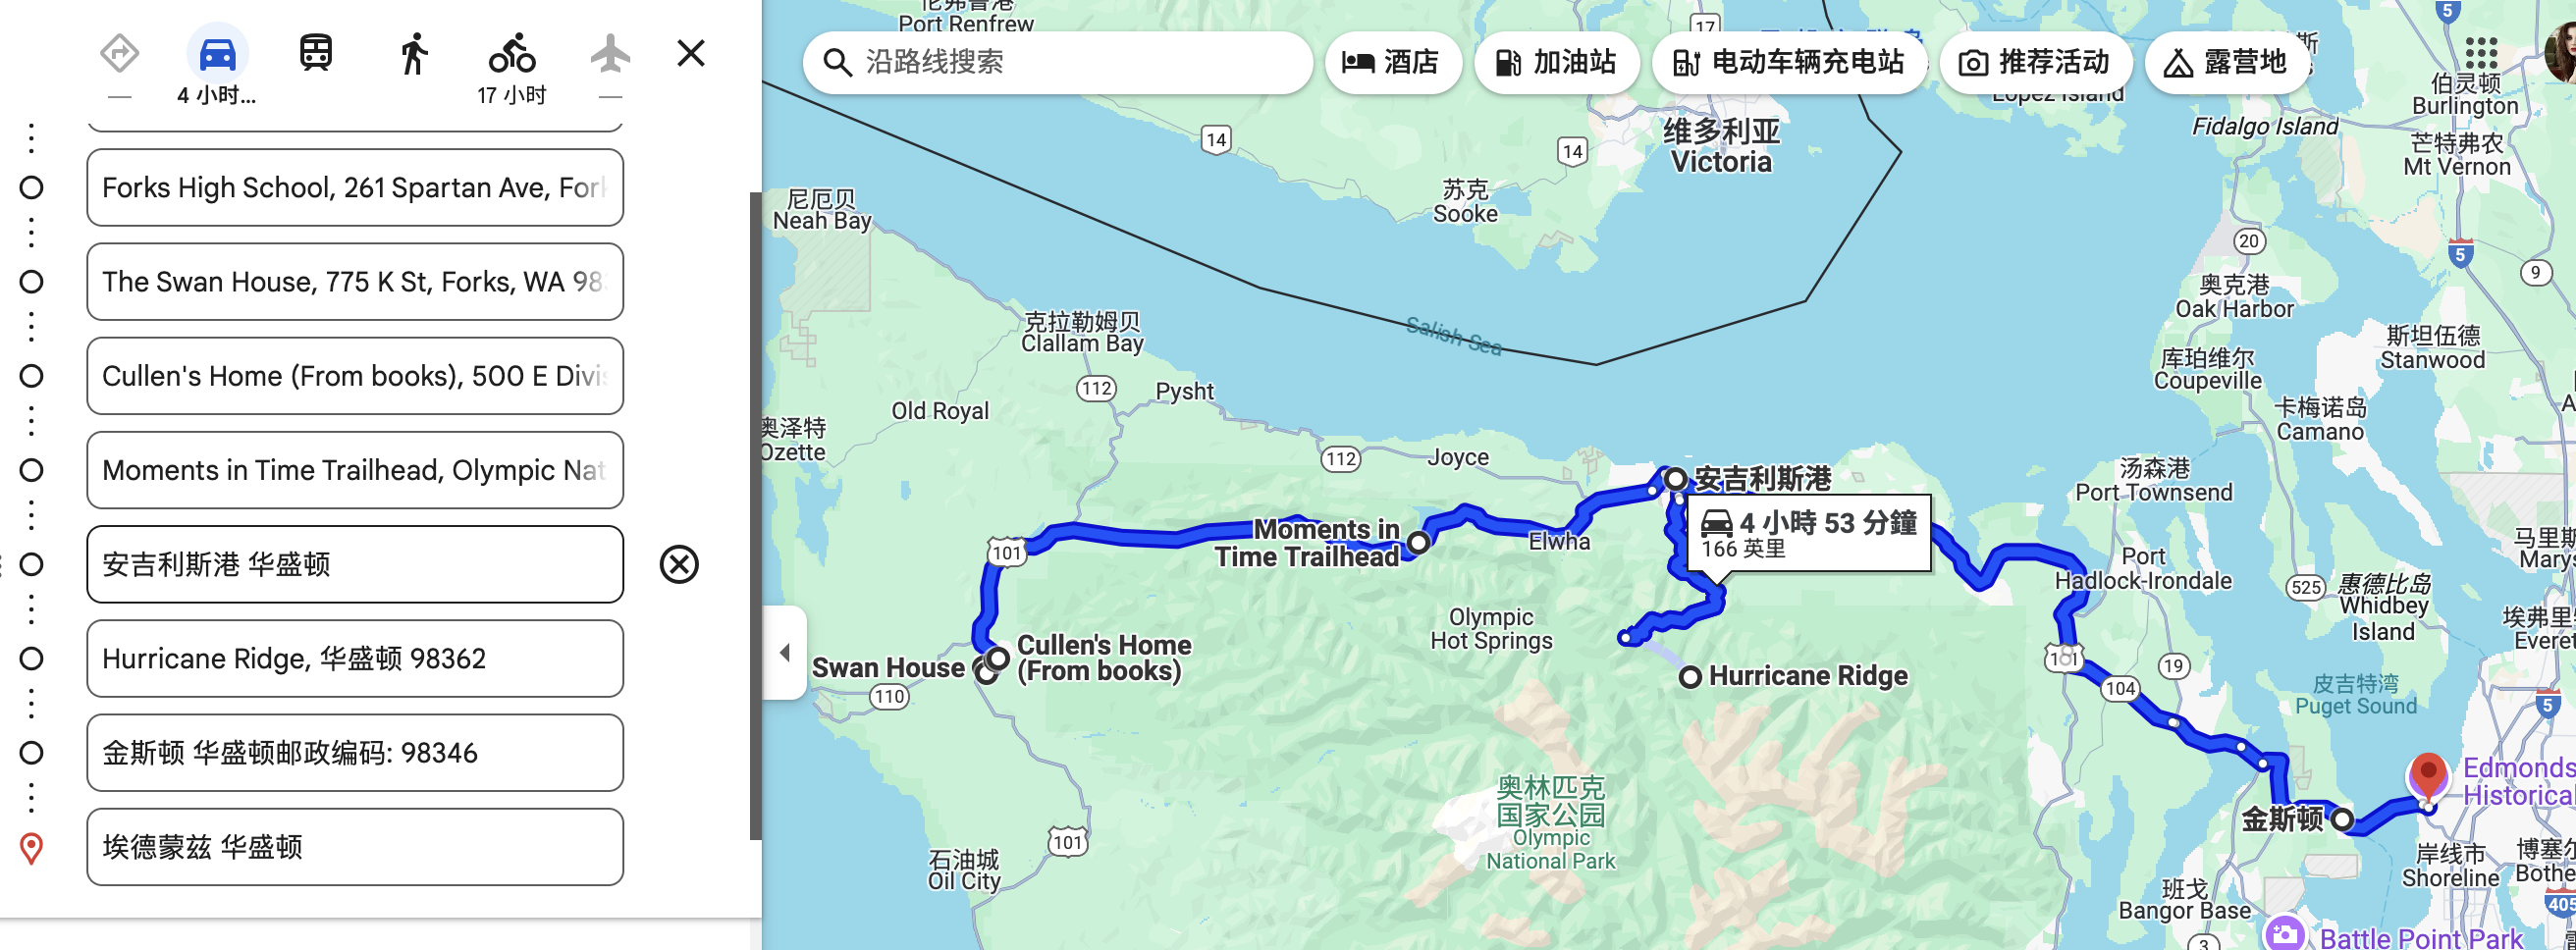 4 小时...
17 小时
Forks High School, 261 Spartan Ave, For
The Swan House, 775 K St, Forks, WA 98
Cullen's Home (From books), 500 E Divis
Moments in Time Trailhead, Olympic Nat
安吉利斯港 华盛顿
Hurricane Ridge, 华盛顿 98362
金斯顿 华盛顿邮政编码: 98346
埃德蒙兹 华盛顿
沿路线搜索
酒店
加油站
电动车辆充电站
推荐活动
露营地
Port Renfrew
17
5
Lopez Island
伯灵顿
Burlington
Fidalgo Island
芒特弗农
Mt Vernon
14
14
维多利亚
Victoria
苏克
Sooke
尼厄贝
Neah Bay
20
5
9
奥克港
Oak Harbor
克拉勒姆贝
Clallam Bay
Salish Sea
斯坦伍德
Stanwood
库珀维尔
Coupeville
112
Pysht
Old Royal
卡梅诺岛
Camano
奥泽特
Ozette
112
Joyce
安吉利斯港
汤森港
Port Townsend
4 小時 53 分鐘
166 英里
Moments in
Time Trailhead
Elwha
101
Port
Hadlock-Irondale
525
惠德比岛
Whidbey
Island
马里斯
Marys
Olympic
Hot Springs
埃弗里
Everet
Cullen's Home
(From books)
Swan House
110
Hurricane Ridge
101
19
104
皮吉特湾
Puget Sound
5
奥林匹克
国家公园
Olympic
National Park
Edmonds
Historical
金斯顿
101
石油城
Oil City
岸线市
Shoreline
博塞尔
Bothe
班戈
Bangor Base
405
3
Battle Point Park